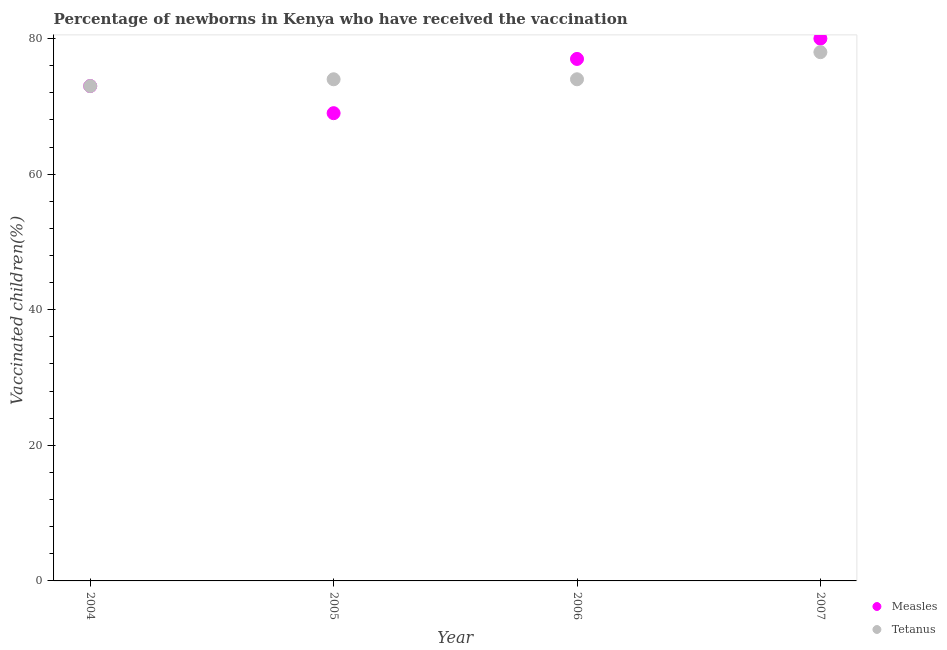 Percentage of newborns in Kenya who have received the vaccination
Vaccinated children(%)
80
60
40
20
0
2004
2005
2006
2007
Year
Measles
Tetanus